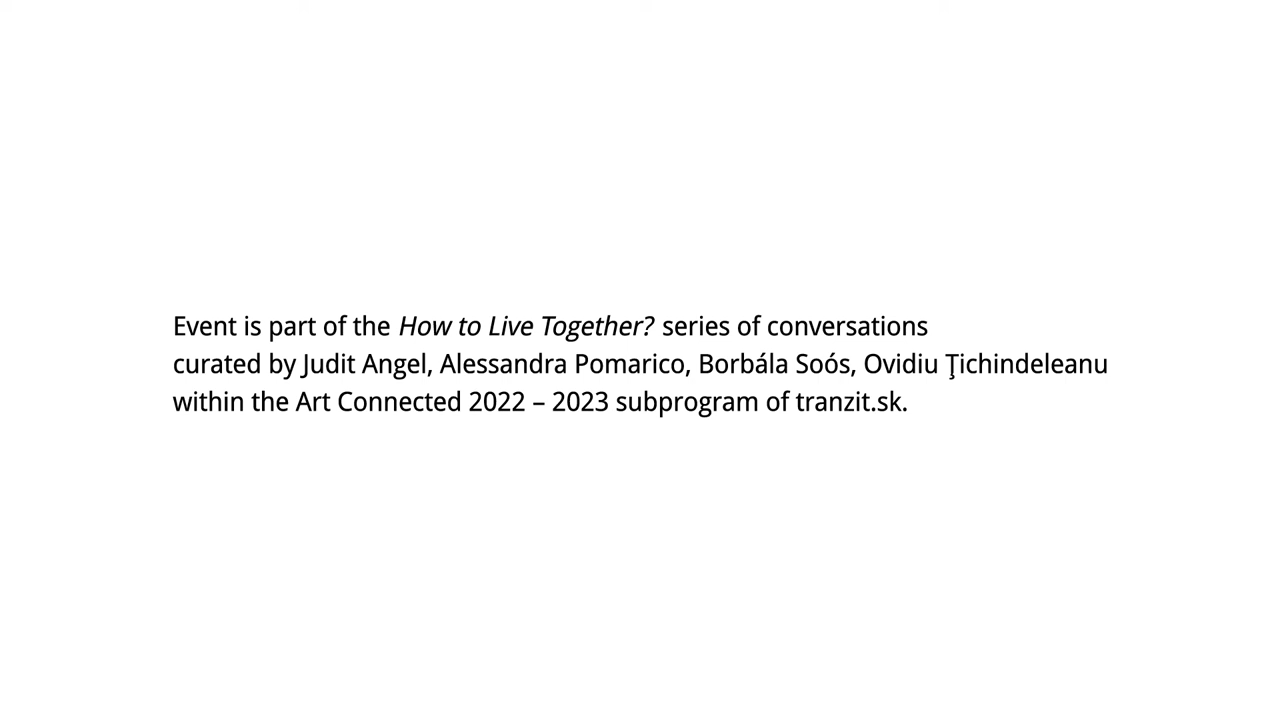 Event is part of the How to Live Together? series of conversations
curated by Judit Angel, Alessandra Pomarico, Borbála Soós, Ovidiu Ţichindeleanu
within the Art Connected 2022 – 2023 subprogram of tranzit.sk.